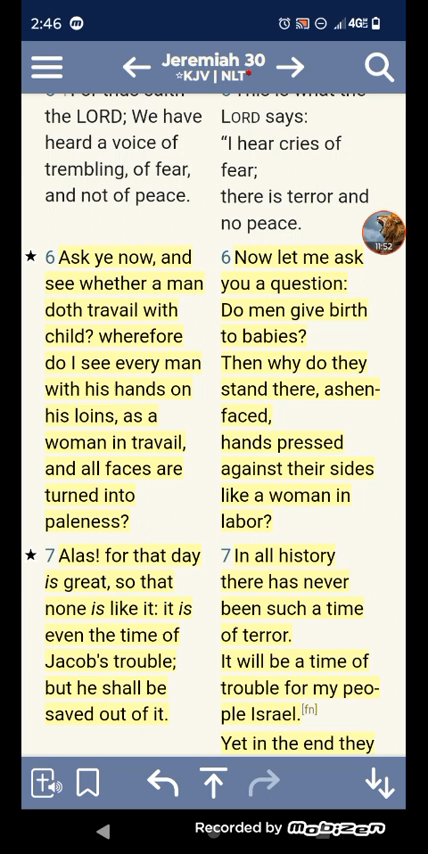 2:46
4G
Jeremiah 30
☆KJV | NLT
the LORD; We have
heard a voice of
trembling, of fear,
and not of peace.
6 Ask ye now, and
see whether a man
doth travail with
child? wherefore
do I see every man
with his hands on
his loins, as a
woman in travail,
and all faces are
turned into
paleness?
7 Alas! for that day
is great, so that
none is like it: it is
even the time of
Jacob's trouble;
but he shall be
saved out of it.
LORD says:
“I hear cries of
fear;
there is terror and
no peace.
11:52
6 Now let me ask
you a question:
Do men give birth
to babies?
Then why do they
stand there, ashen-
faced,
hands pressed
against their sides
like a woman in
labor?
7 In all history
there has never
been such a time
of terror.
It will be a time of
trouble for my peo-
ple Israel.[fn]
Yet in the end they
Recorded by Mobizen